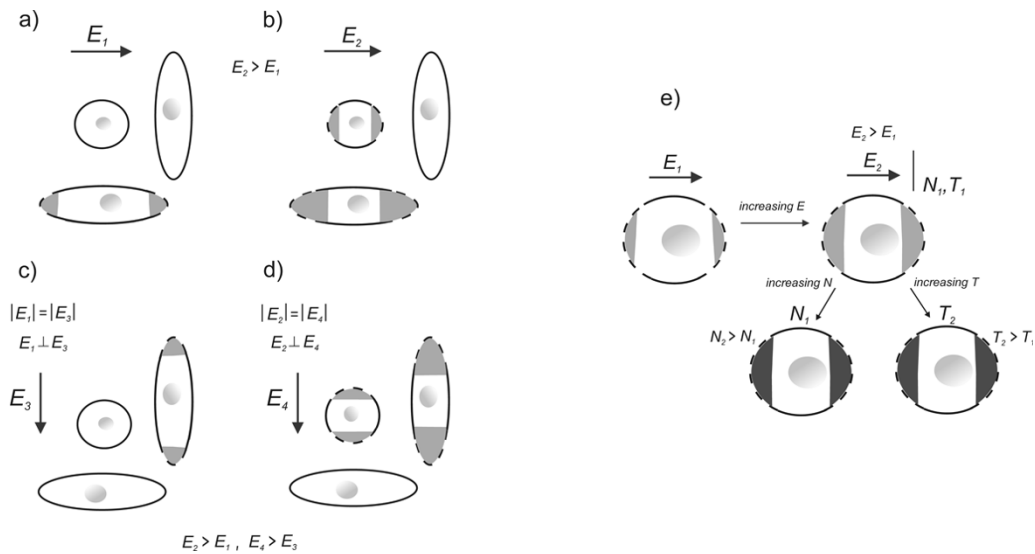 a)
E₁
b)
E₂
E₂ > E₁
c)
|E₁| = |E₃|
E₁ ⊥ E₃
E₃
d)
|E₂| = |E₄|
E₂ ⊥ E₄
E₄
E₂ > E₁ , E₄ > E₃
e)
E₁
E₂ > E₁
E₂
N₁,T₁
increasing E
increasing N
increasing T
N₁
N₂ > N₁
T₂
T₂ > T₁